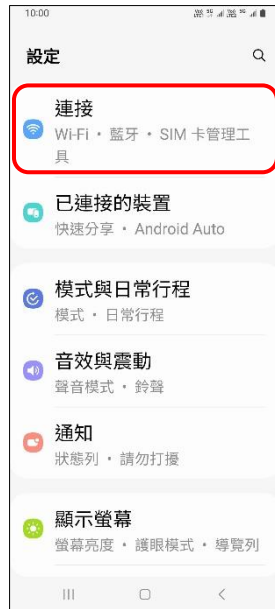 10:00
設定
連接
Wi-Fi • 藍牙 • SIM 卡管理工
具
已連接的裝置
快速分享 • Android Auto
模式與日常行程
模式 • 日常行程
音效與震動
聲音模式 • 鈴聲
通知
狀態列 • 請勿打擾
顯示螢幕
螢幕亮度 • 護眼模式 • 導覽列